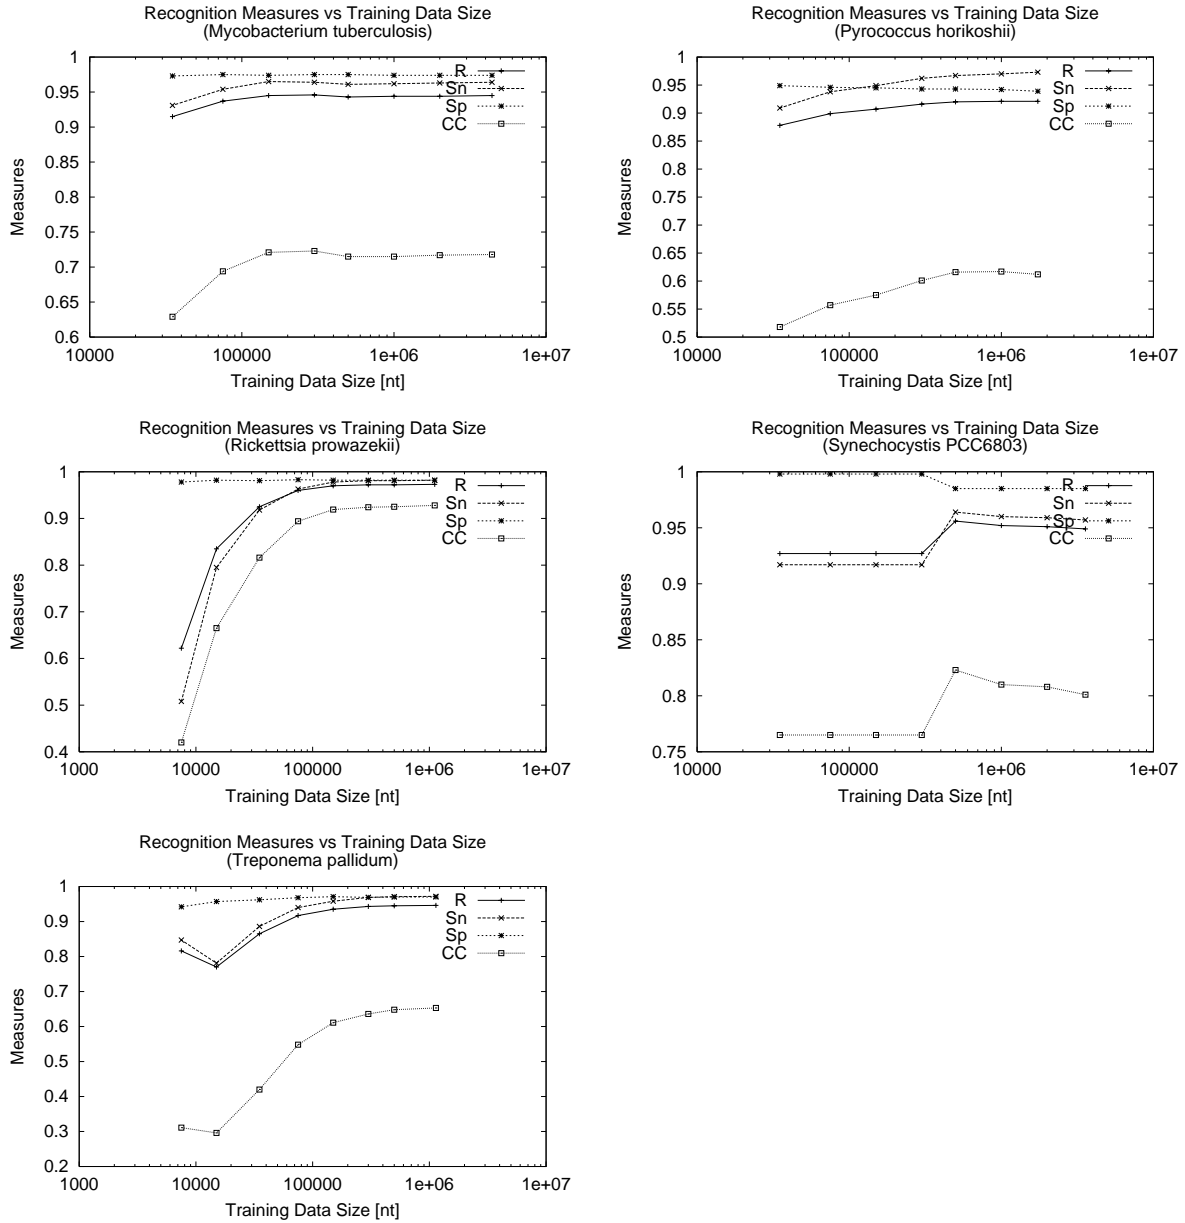 Recognition Measures vs Training Data Size
(Mycobacterium tuberculosis)
1
0.95
0.9
0.85
0.8
0.75
0.7
0.65
0.6
Measures
R
Sn
Sp
CC
10000 100000 1e+06 1e+07
Training Data Size [nt]
Recognition Measures vs Training Data Size
(Pyrococcus horikoshii)
1
0.95
0.9
0.85
0.8
0.75
0.7
0.65
0.6
0.55
0.5
Measures
R
Sn
Sp
CC
10000 100000 1e+06 1e+07
Training Data Size [nt]
Recognition Measures vs Training Data Size
(Rickettsia prowazekii)
1
0.9
0.8
0.7
0.6
0.5
0.4
Measures
R
Sn
Sp
CC
1000 10000 100000 1e+06 1e+07
Training Data Size [nt]
Recognition Measures vs Training Data Size
(Synechocystis PCC6803)
1
0.95
0.9
0.85
0.8
0.75
Measures
R
Sn
Sp
CC
10000 100000 1e+06 1e+07
Training Data Size [nt]
Recognition Measures vs Training Data Size
(Treponema pallidum)
1
0.9
0.8
0.7
0.6
0.5
0.4
0.3
0.2
Measures
R
Sn
Sp
CC
1000 10000 100000 1e+06 1e+07
Training Data Size [nt]